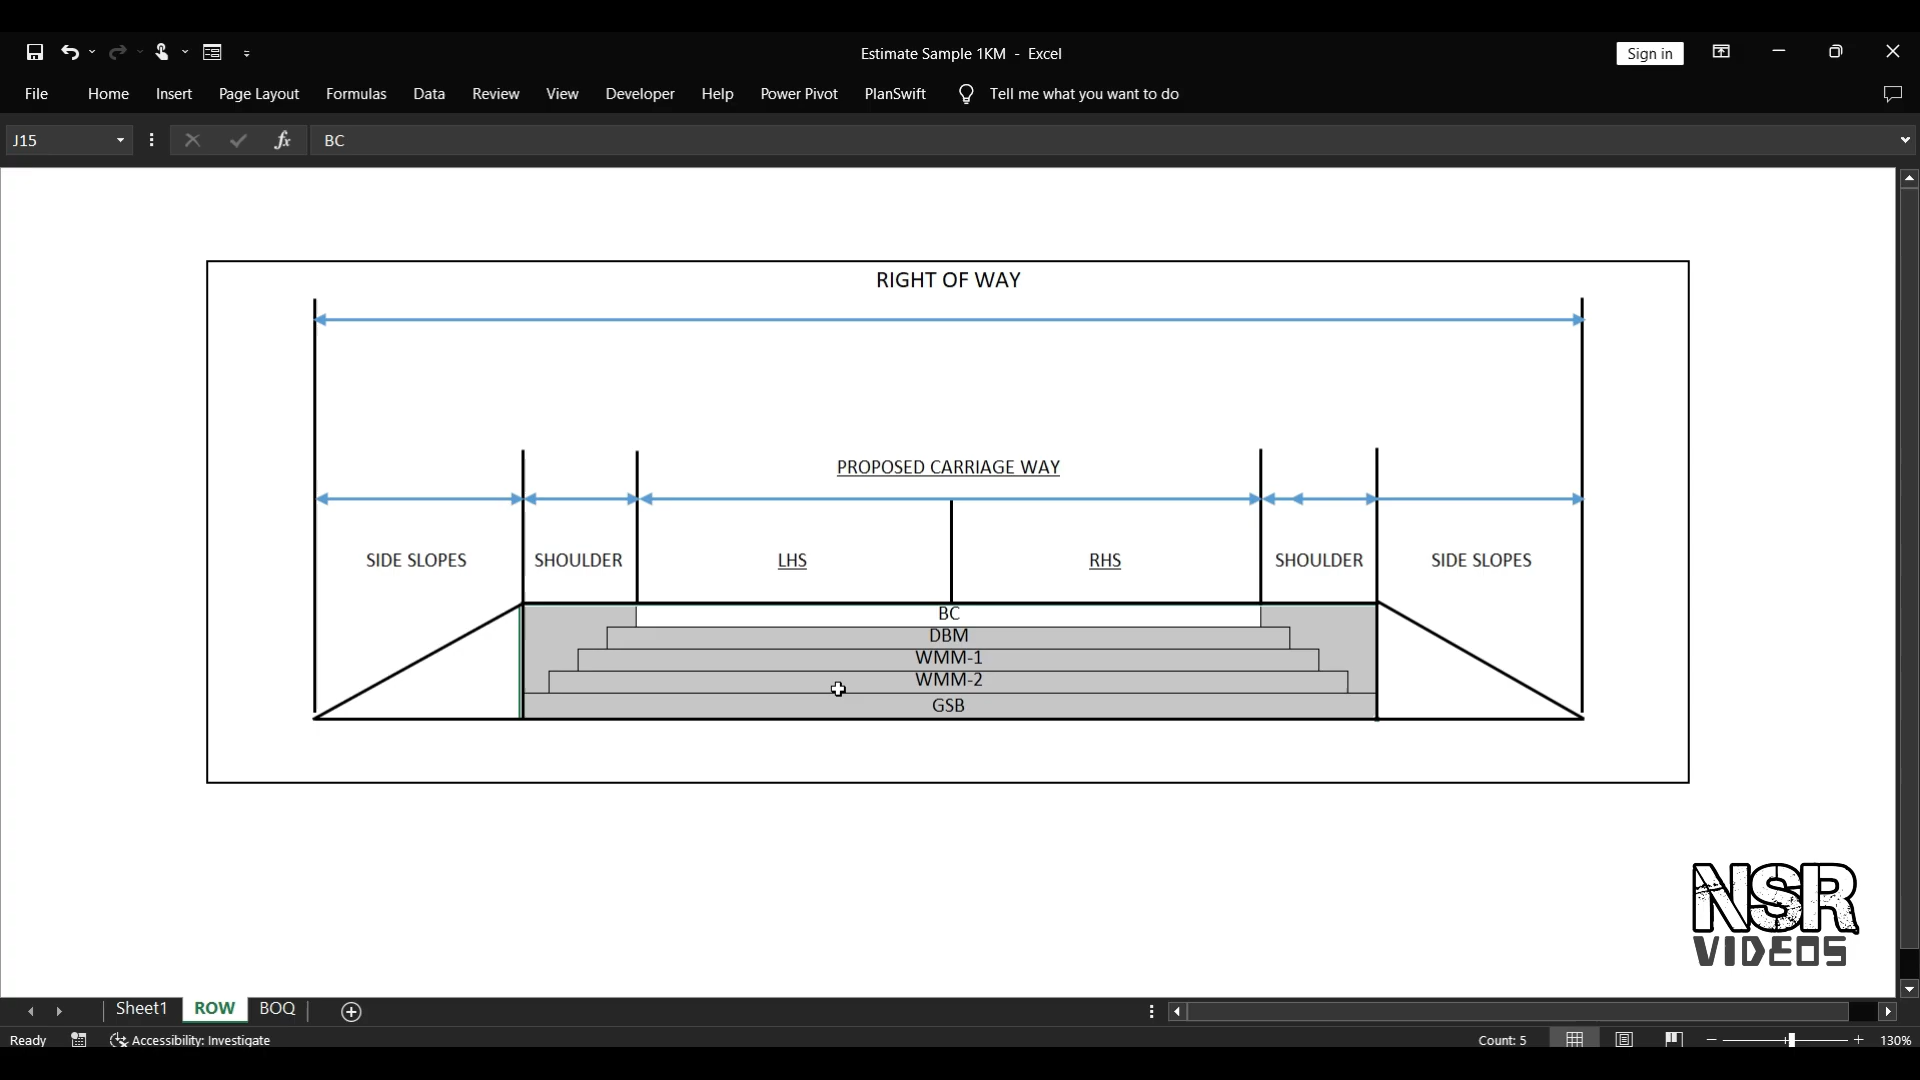 Estimate Sample 1KM - Excel
Sign in
File Home Insert Page Layout Formulas Data Review View Developer Help Power Pivot PlanSwift Tell me what you want to do
J15 fx BC
RIGHT OF WAY
PROPOSED CARRIAGE WAY
SIDE SLOPES SHOULDER LHS RHS SHOULDER SIDE SLOPES
BC
DBM
WMM-1
WMM-2
GSB
NSR
VIDEOS
Sheet1 ROW BOQ
Ready Accessibility: Investigate Count: 5 130%